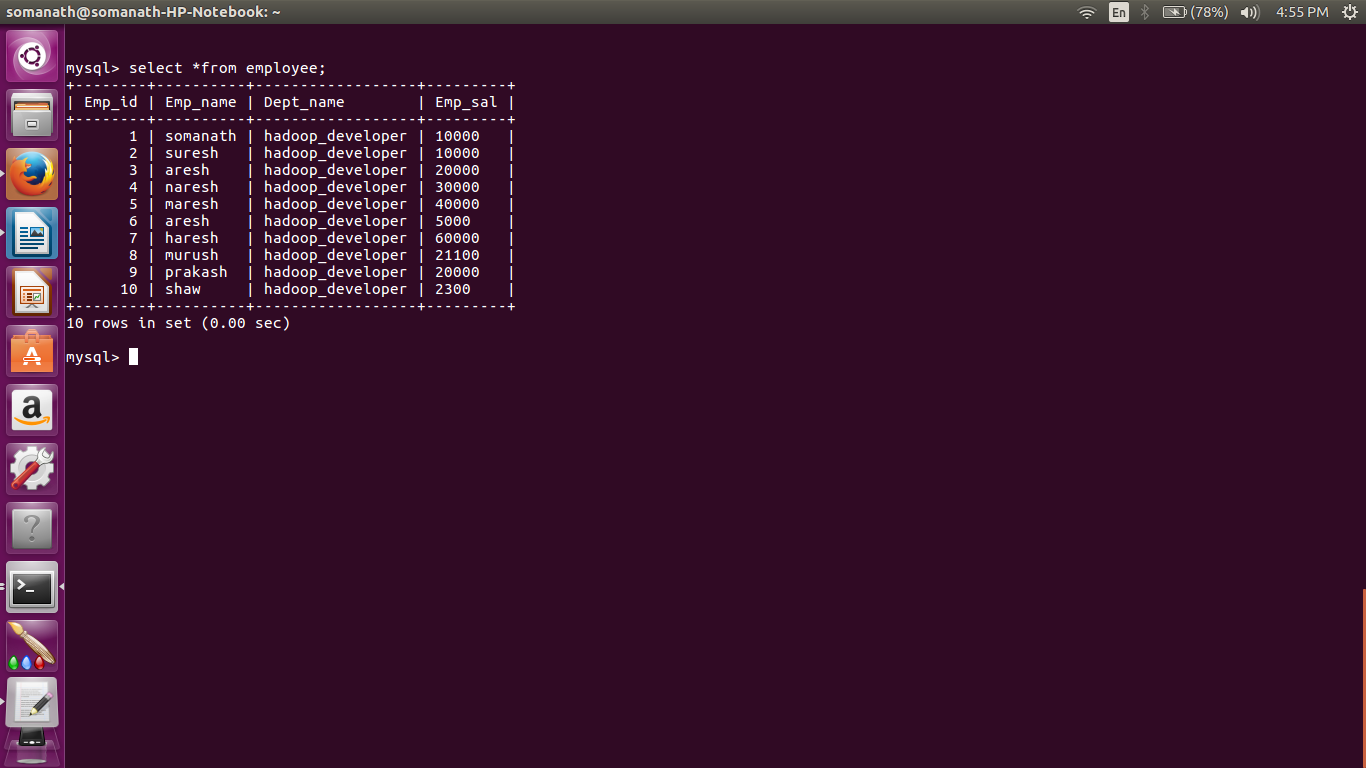 somanath@somanath-HP-Notebook: ~
En
(78%)
4:55 PM
mysql> select *from employee;
+--------+----------+------------------+---------+
| Emp_id | Emp_name | Dept_name        | Emp_sal |
+--------+----------+------------------+---------+
|      1 | somanath | hadoop_developer | 10000   |
|      2 | suresh   | hadoop_developer | 10000   |
|      3 | aresh    | hadoop_developer | 20000   |
|      4 | naresh   | hadoop_developer | 30000   |
|      5 | maresh   | hadoop_developer | 40000   |
|      6 | aresh    | hadoop_developer | 5000    |
|      7 | haresh   | hadoop_developer | 60000   |
|      8 | murush   | hadoop_developer | 21100   |
|      9 | prakash  | hadoop_developer | 20000   |
|     10 | shaw     | hadoop_developer | 2300    |
+--------+----------+------------------+---------+
10 rows in set (0.00 sec)
mysql>